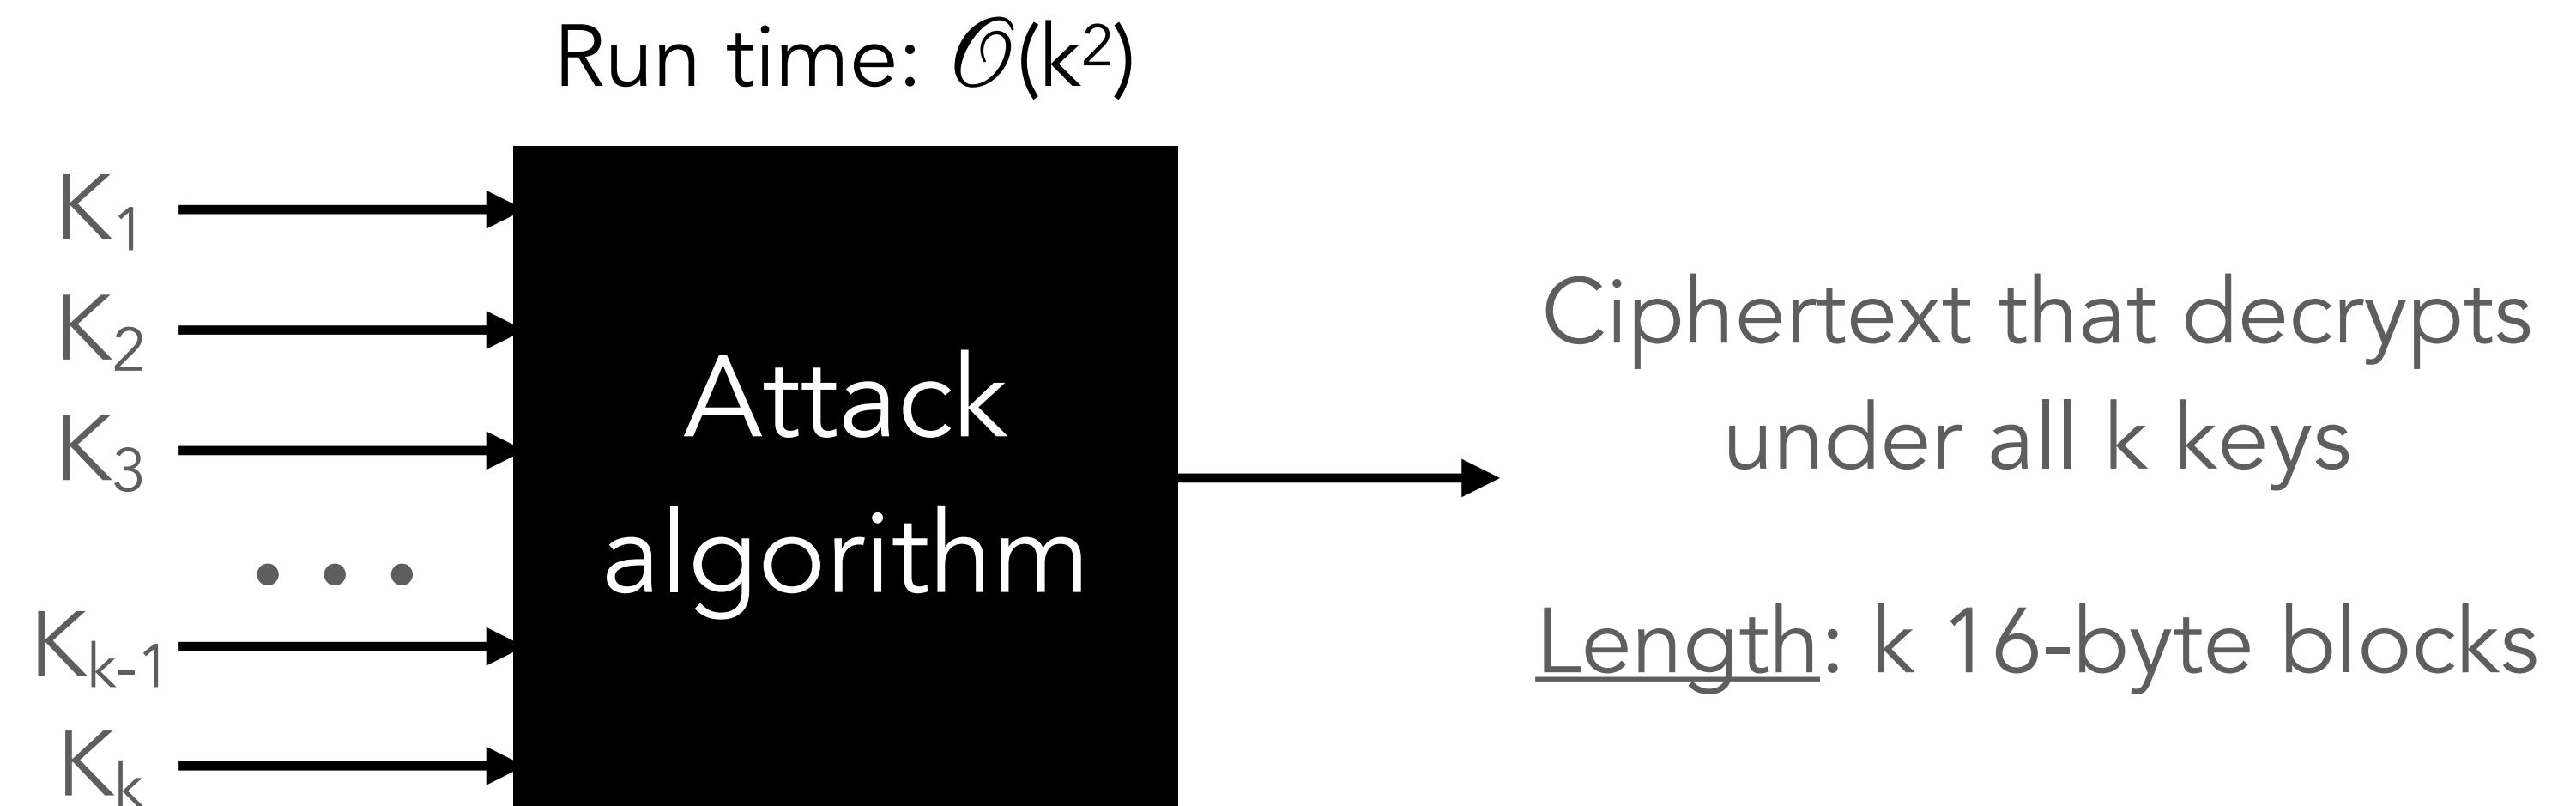 Run time: 𝒪(k²)
K₁
K₂
K₃
• • •
Kₖ₋₁
Kₖ
Attack
algorithm
Ciphertext that decrypts
under all k keys
Length: k 16-byte blocks